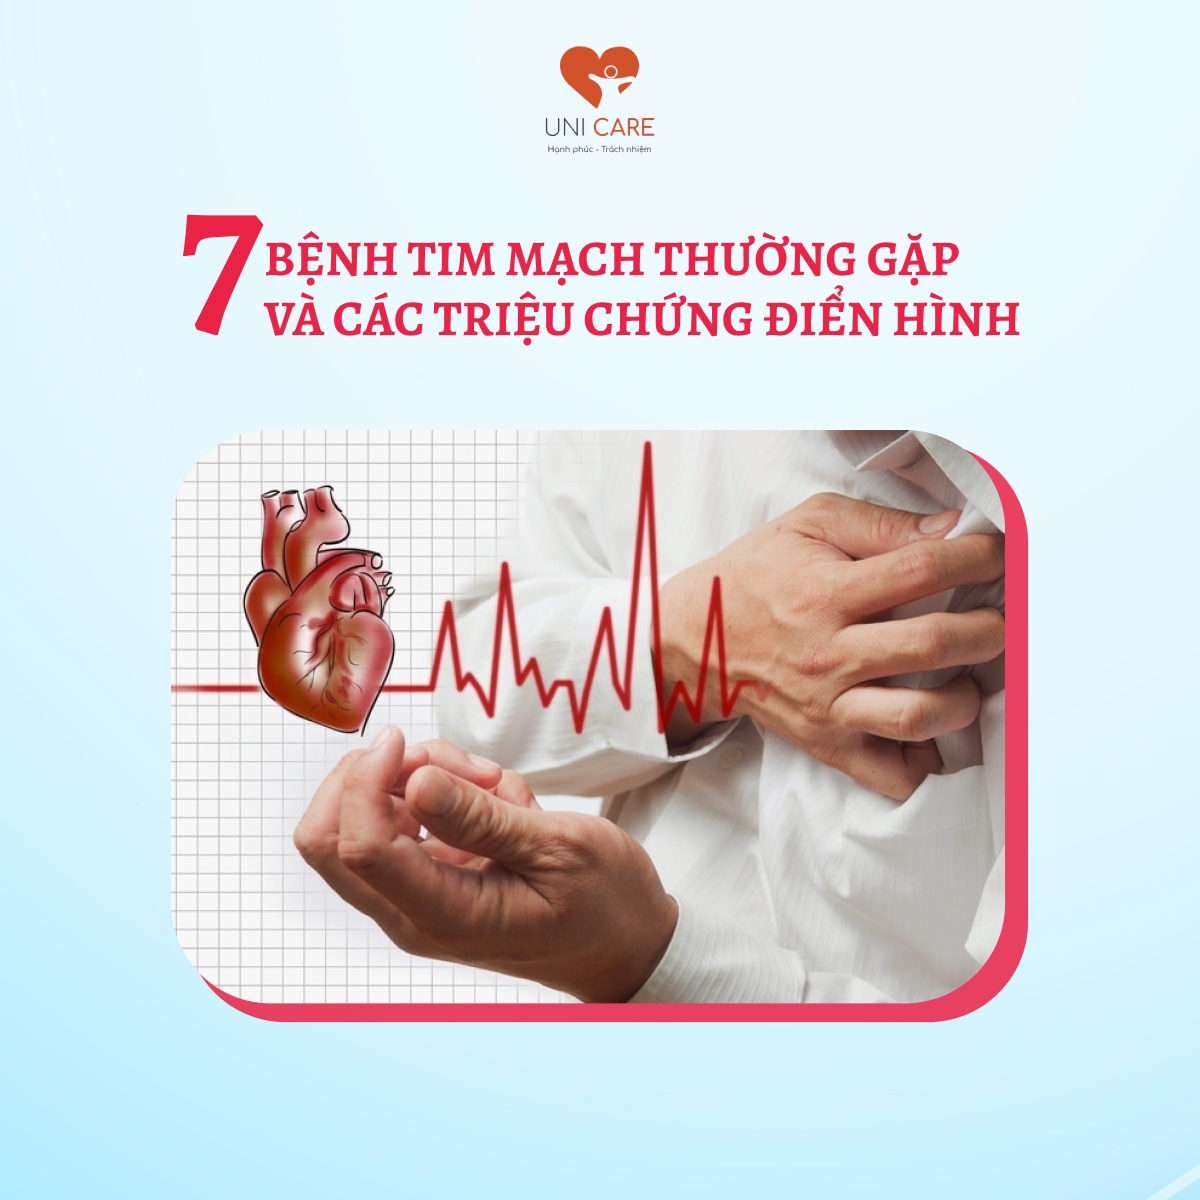 UNI CARE
Hạnh phúc - Trách nhiệm
7 BỆNH TIM MẠCH THƯỜNG GẶP
VÀ CÁC TRIỆU CHỨNG ĐIỂN HÌNH